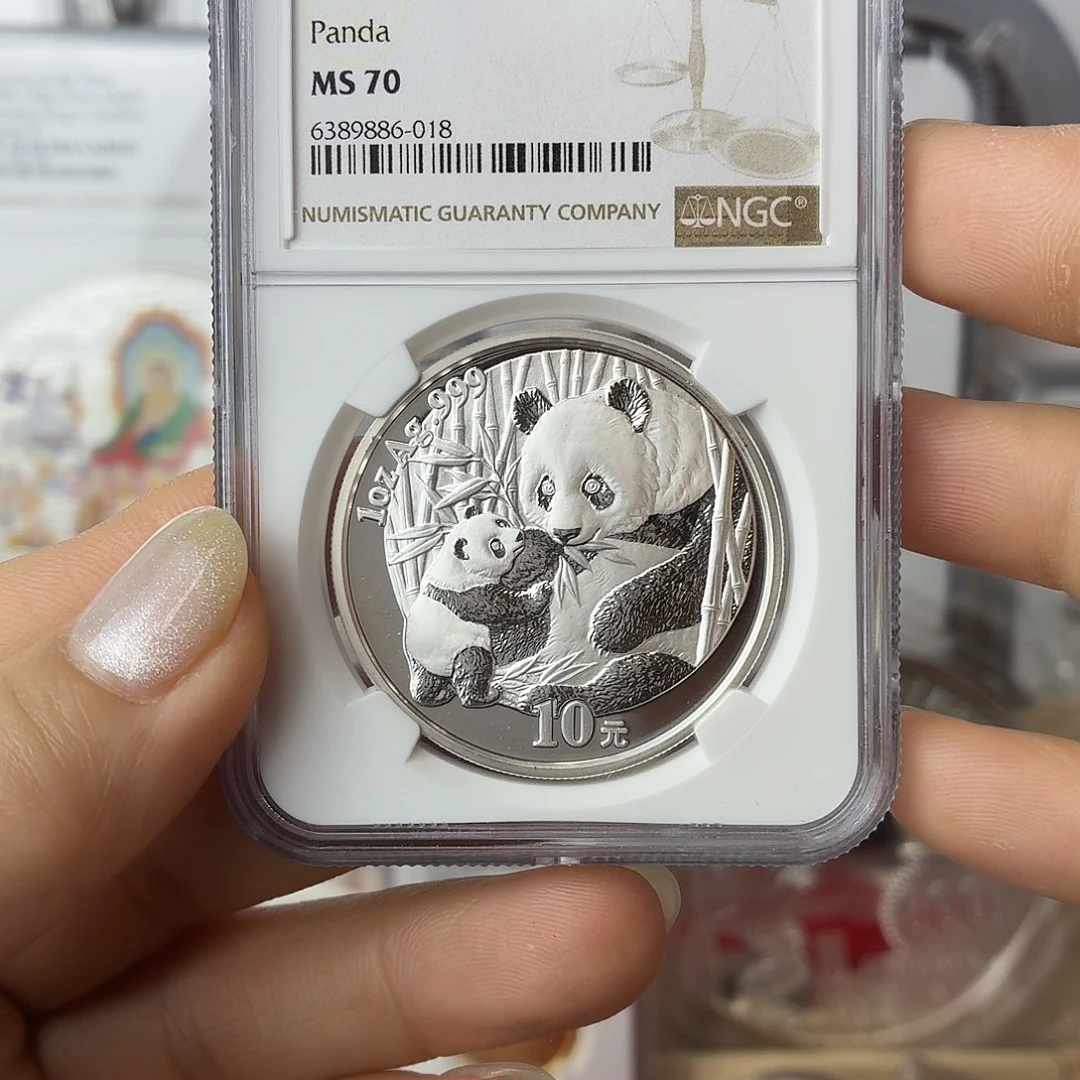 Panda
MS 70
6389886-018
NUMISMATIC GUARANTY COMPANY
NGC®
1OZ Ag.999
10元